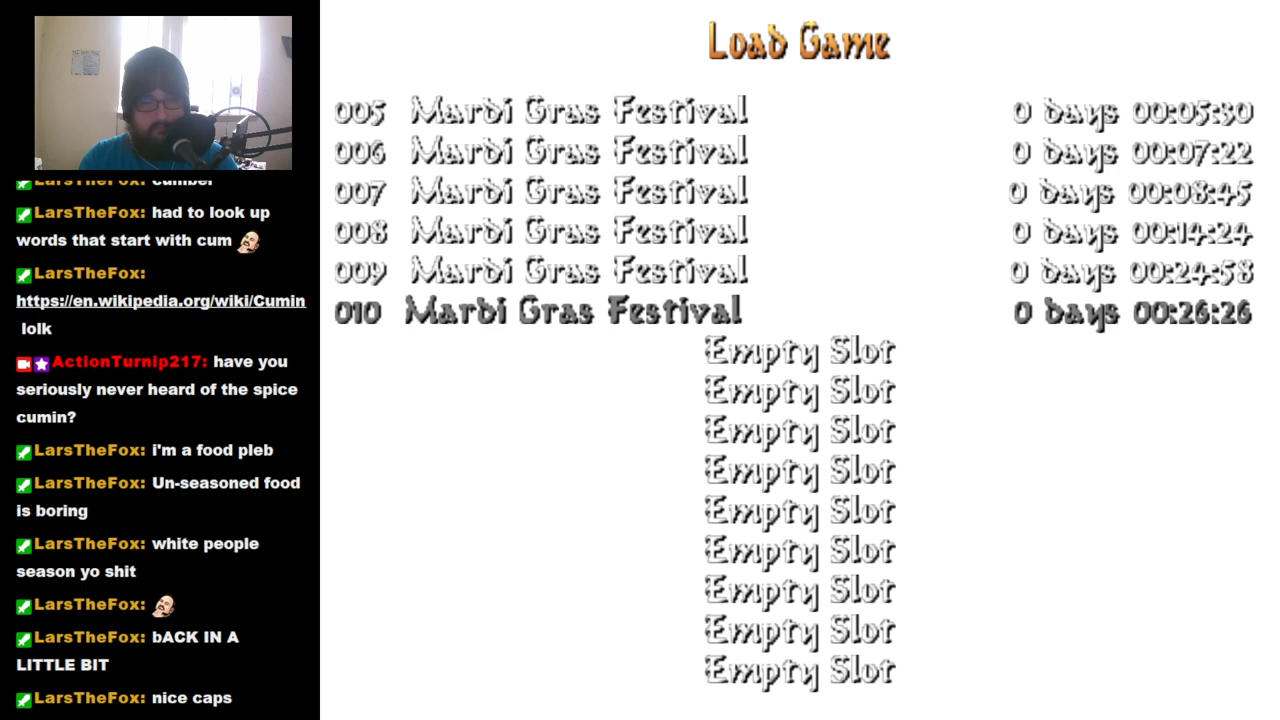 Load Game
005 Mardi Gras Festival 0 days 00:05:30
006 Mardi Gras Festival 0 days 00:07:22
007 Mardi Gras Festival 0 days 00:08:45
008 Mardi Gras Festival 0 days 00:14:24
009 Mardi Gras Festival 0 days 00:24:58
010 Mardi Gras Festival 0 days 00:26:26
Empty Slot
Empty Slot
Empty Slot
Empty Slot
Empty Slot
Empty Slot
Empty Slot
Empty Slot
Empty Slot
LarsTheFox: cumber
LarsTheFox: had to look up
words that start with cum
LarsTheFox:
https://en.wikipedia.org/wiki/Cumin
lolk
ActionTurnip217: have you
seriously never heard of the spice
cumin?
LarsTheFox: i'm a food pleb
LarsTheFox: Un-seasoned food
is boring
LarsTheFox: white people
season yo shit
LarsTheFox:
LarsTheFox: bACK IN A
LITTLE BIT
LarsTheFox: nice caps